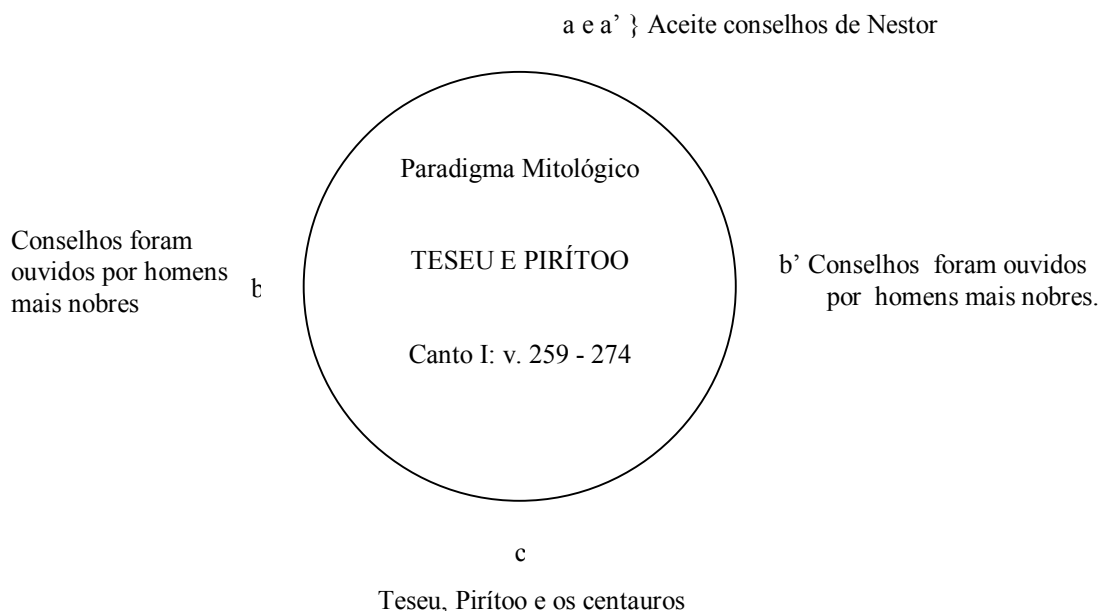 a e a’ } Aceite conselhos de Nestor
Paradigma Mitológico
TESEU E PIRÍTOO
Canto I: v. 259 - 274
Conselhos foram
ouvidos por homens
mais nobres
b
b’ Conselhos foram ouvidos
por homens mais nobres.
c
Teseu, Pirítoo e os centauros